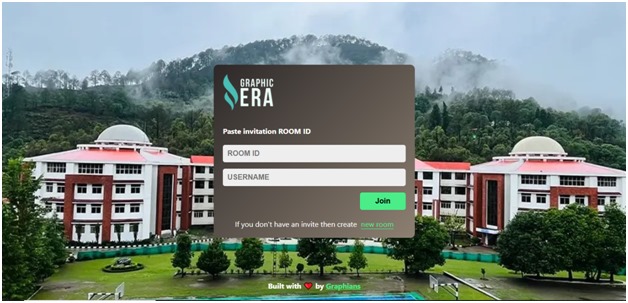 GRAPHIC
ERA
Paste invitation ROOM ID
ROOM ID
USERNAME
Join
If you don't have an invite then create new room
Built with ❤ by Graphians